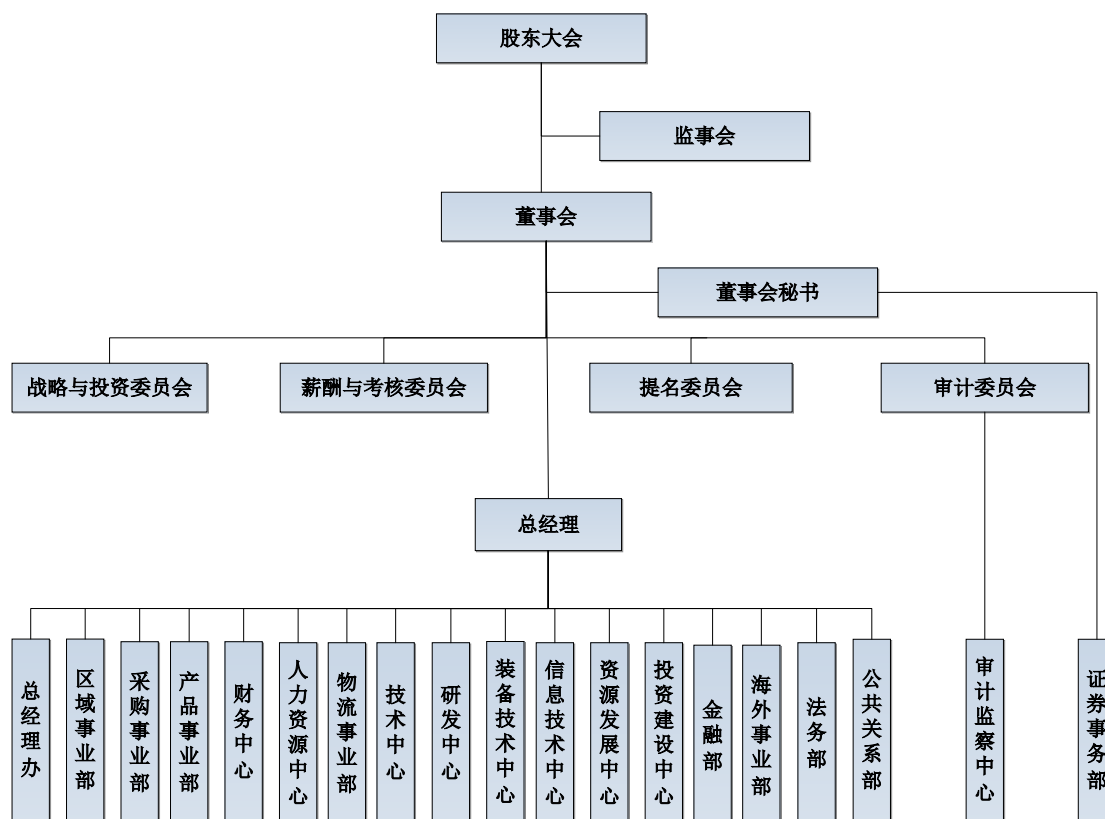 股东大会
监事会
董事会
董事会秘书
战略与投资委员会
薪酬与考核委员会
提名委员会
审计委员会
总经理
总经理办
区域事业部
采购事业部
产品事业部
财务中心
人力资源中心
物流事业部
技术中心
研发中心
装备技术中心
信息技术中心
资源发展中心
投资建设中心
金融部
海外事业部
法务部
公共关系部
审计监察中心
证券事务部